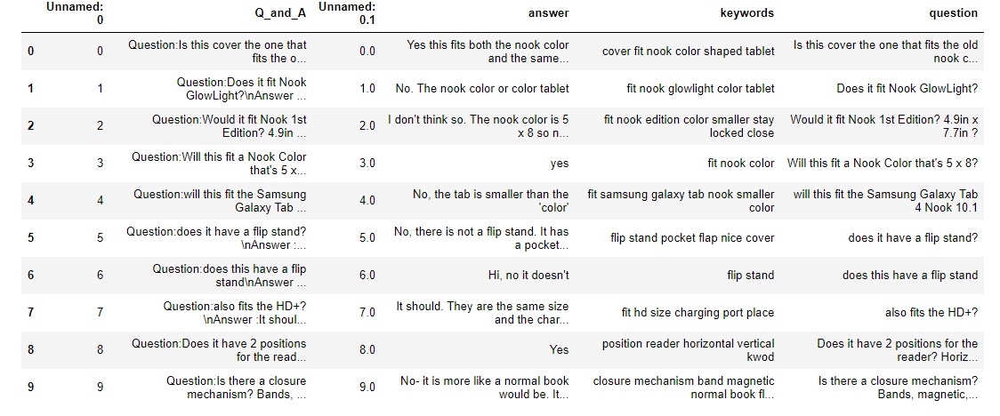 Unnamed: 0 Q_and_A Unnamed: 0.1 answer keywords question
0 0 Question:Is this cover the one that fits the o... 0.0 Yes this fits both the nook color and the same... cover fit nook color shaped tablet Is this cover the one that fits the old nook c...
1 1 Question:Does it fit Nook GlowLight?\nAnswer ... 1.0 No. The nook color or color tablet fit nook glowlight color tablet Does it fit Nook GlowLight?
2 2 Question:Would it fit Nook 1st Edition? 4.9in ... 2.0 I don't think so. The nook color is 5 x 8 so n... fit nook edition color smaller stay locked close Would it fit Nook 1st Edition? 4.9in x 7.7in ?
3 3 Question:Will this fit a Nook Color that's 5 x... 3.0 yes fit nook color Will this fit a Nook Color that's 5 x 8?
4 4 Question:will this fit the Samsung Galaxy Tab ... 4.0 No, the tab is smaller than the 'color' fit samsung galaxy tab nook smaller color will this fit the Samsung Galaxy Tab 4 Nook 10.1
5 5 Question:does it have a flip stand?\nAnswer :... 5.0 No, there is not a flip stand. It has a pocket... flip stand pocket flap nice cover does it have a flip stand?
6 6 Question:does this have a flip stand\nAnswer ... 6.0 Hi, no it doesn't flip stand does this have a flip stand
7 7 Question:also fits the HD+?\nAnswer :It shoul... 7.0 It should. They are the same size and the char... fit hd size charging port place also fits the HD+?
8 8 Question:Does it have 2 positions for the read... 8.0 Yes position reader horizontal vertical kwod Does it have 2 positions for the reader? Horiz...
9 9 Question:Is there a closure mechanism? Bands, ... 9.0 No- it is more like a normal book would be. It... closure mechanism band magnetic normal book fl... Is there a closure mechanism? Bands, magnetic,...